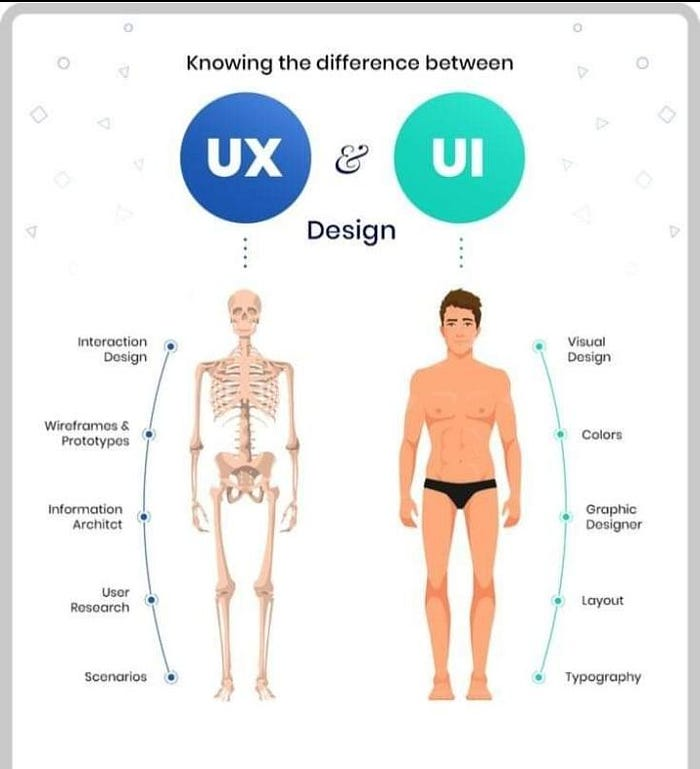 Knowing the difference between
UX & UI
Design
Interaction
Design
Wireframes &
Prototypes
Information
Architct
User
Research
Scenarios
Visual
Design
Colors
Graphic
Designer
Layout
Typography